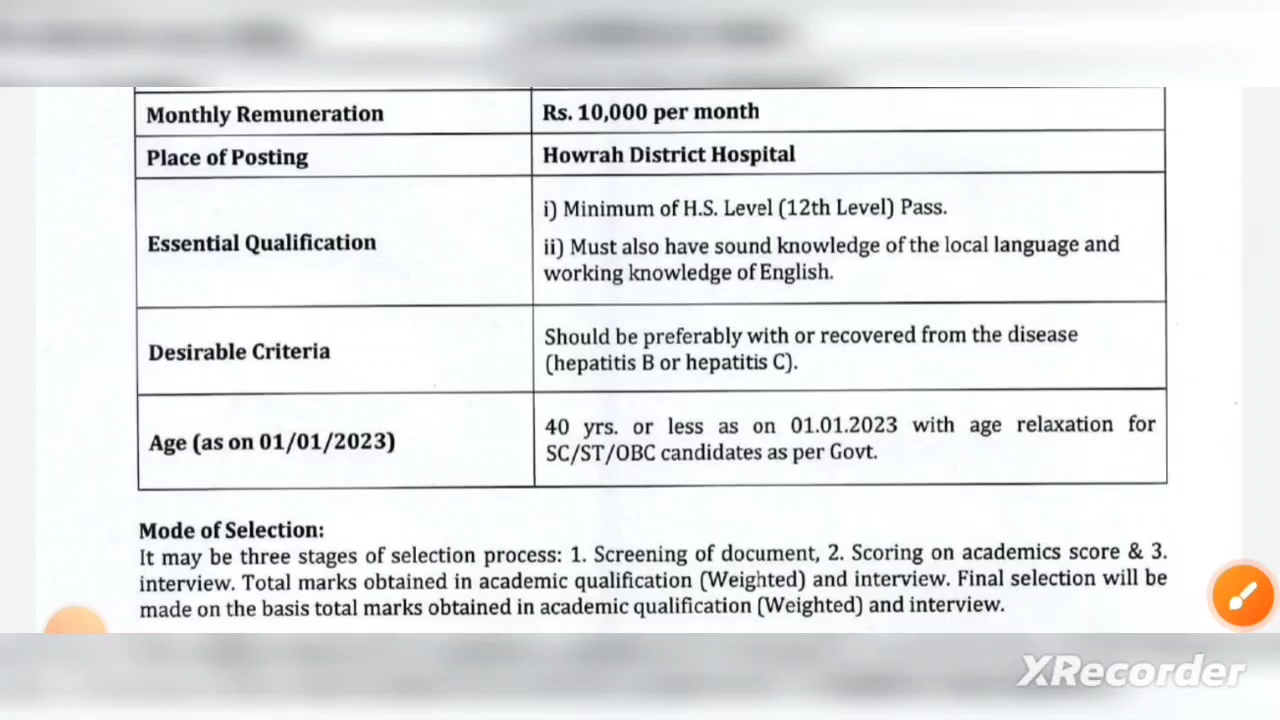 Monthly Remuneration
Rs. 10,000 per month
Place of Posting
Howrah District Hospital
Essential Qualification
i) Minimum of H.S. Level (12th Level) Pass.
ii) Must also have sound knowledge of the local language and
working knowledge of English.
Desirable Criteria
Should be preferably with or recovered from the disease
(hepatitis B or hepatitis C).
Age (as on 01/01/2023)
40 yrs. or less as on 01.01.2023 with age relaxation for
SC/ST/OBC candidates as per Govt.
Mode of Selection:
It may be three stages of selection process: 1. Screening of document, 2. Scoring on academics score & 3.
interview. Total marks obtained in academic qualification (Weighted) and interview. Final selection will be
made on the basis total marks obtained in academic qualification (Weighted) and interview.
XRecorder